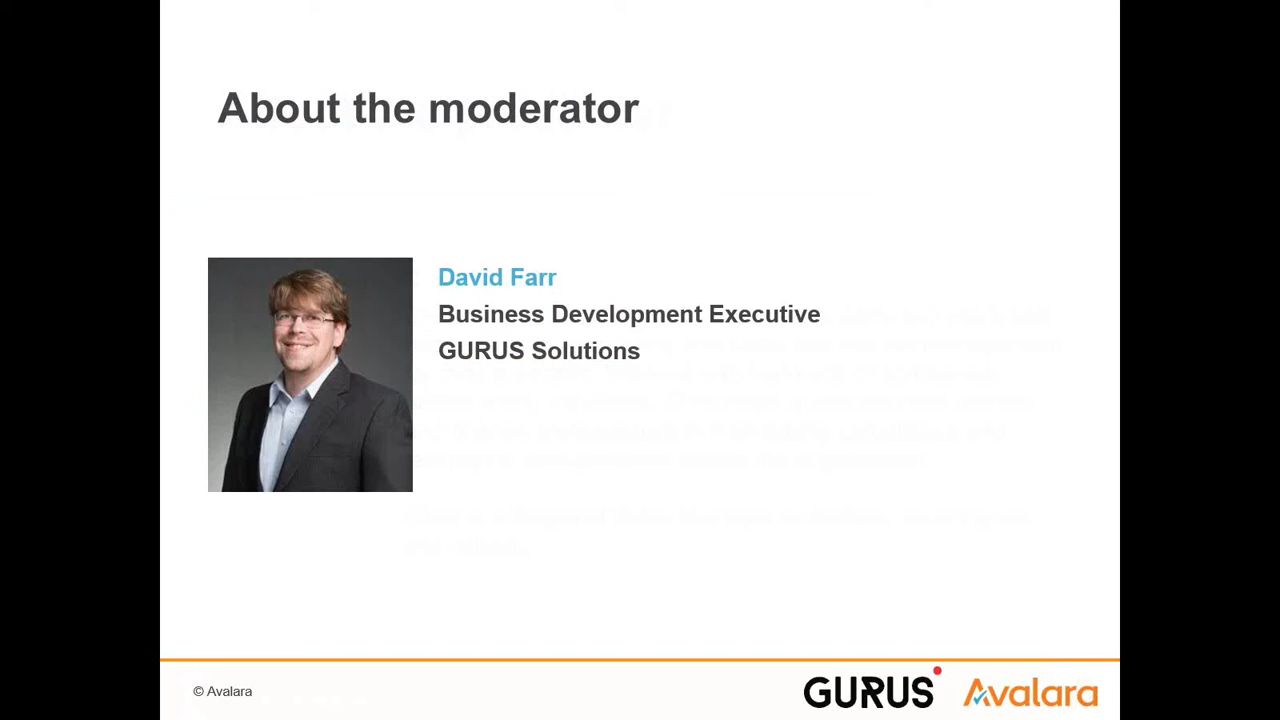 About the moderator
David Farr
Business Development Executive
GURUS Solutions
© Avalara
GURUS
Avalara